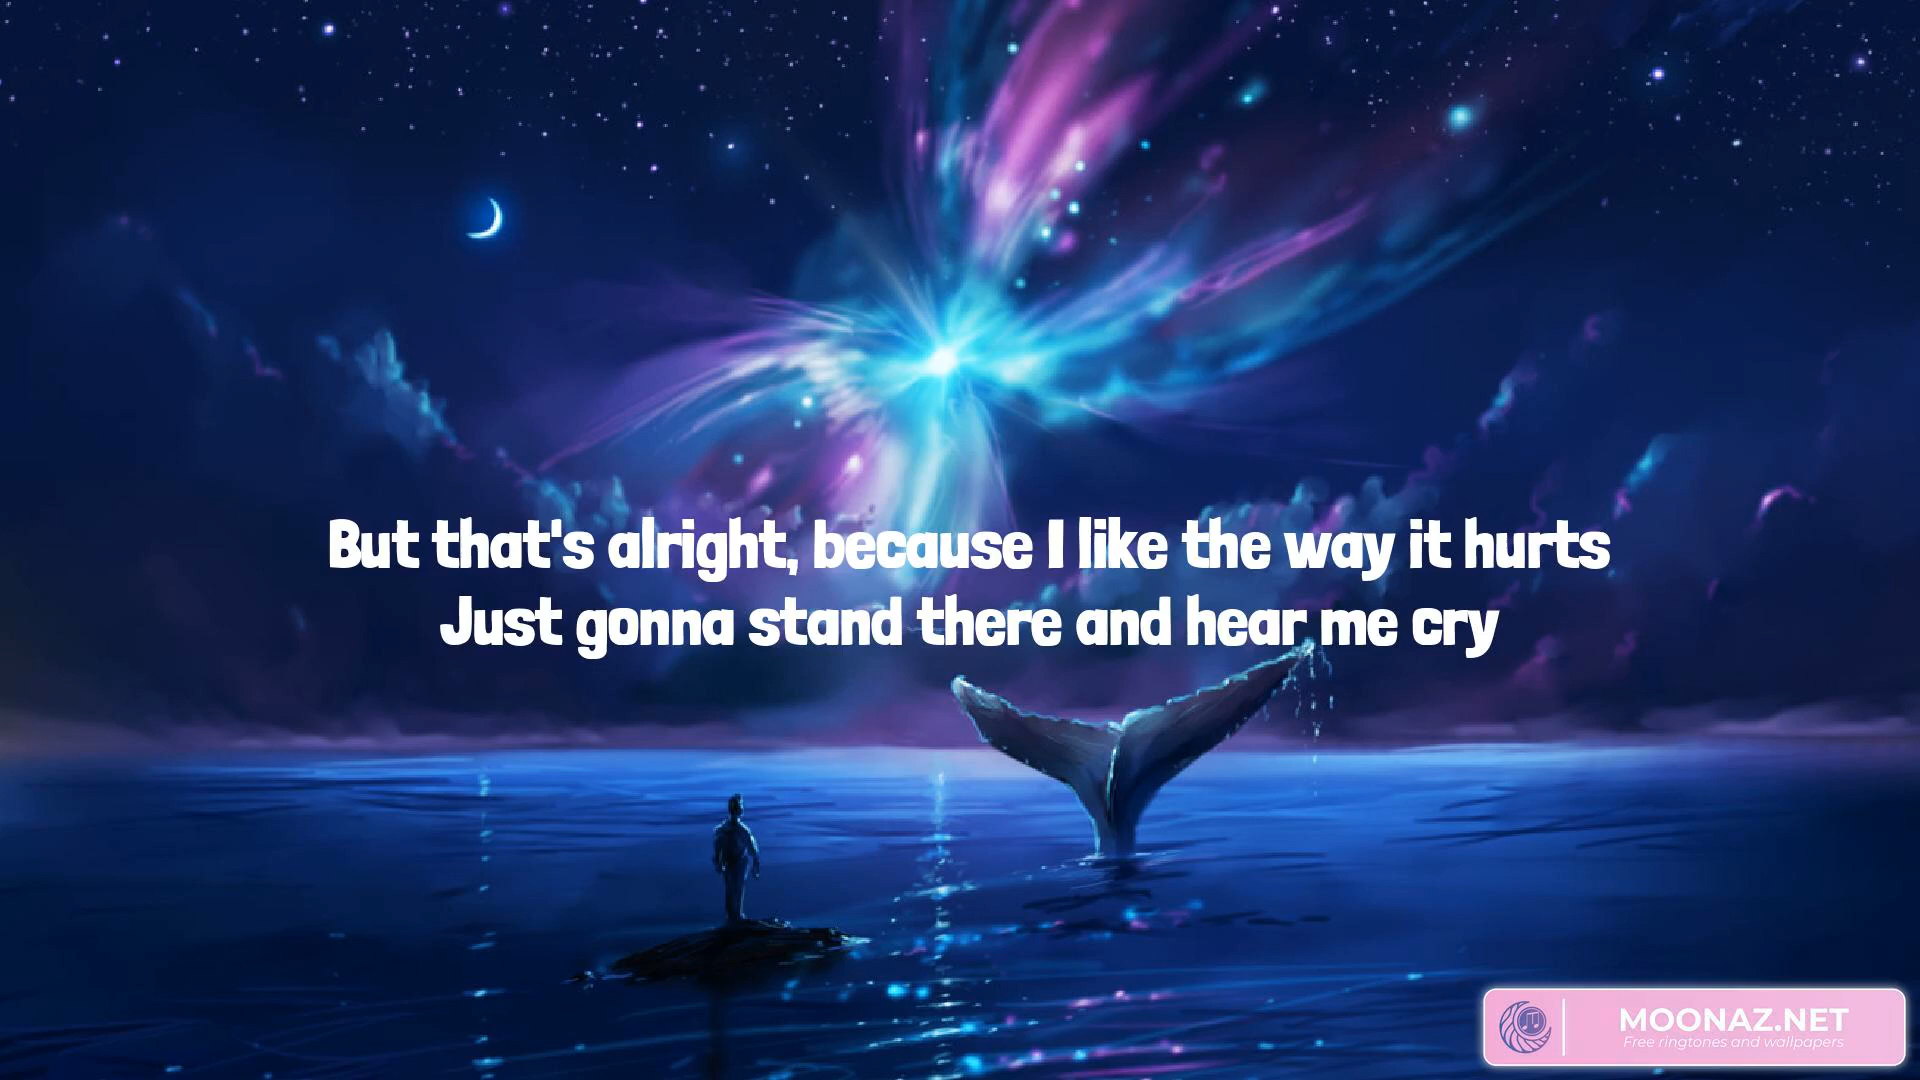 But that's alright, because I like the way it hurts
Just gonna stand there and hear me cry
MOONAZ.NET
Free ringtones and wallpapers